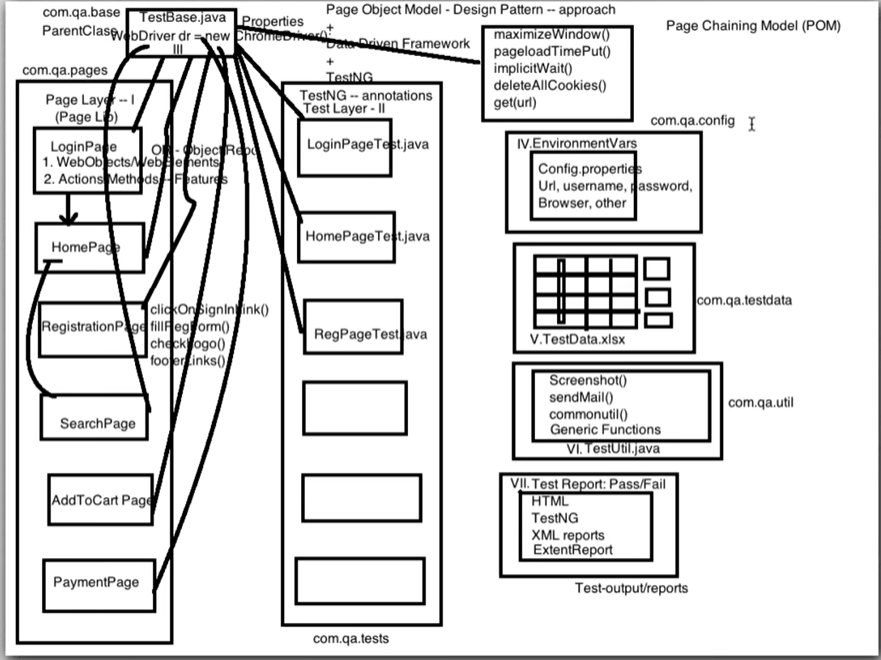 com.qa.base
ParentClass
TestBase.java
WebDriver dr = new ChromeDriver();
III
Properties
Page Object Model - Design Pattern -- approach
+
Data Driven Framework
+
TestNG
Page Chaining Model (POM)
maximizeWindow()
pageloadTimePut()
implicitWait()
deleteAllCookies()
get(url)
com.qa.pages
Page Layer -- I
(Page Lib)
LoginPage
OR - Object Repo
1. WebObjects/WebElements
2. Actions/Methods -- Features
HomePage
RegistrationPage
clickOnSignInLink()
fillRegForm()
checkLogo()
footerLinks()
SearchPage
AddToCart Page
PaymentPage
TestNG -- annotations
Test Layer - II
LoginPageTest.java
HomePageTest.java
RegPageTest.java
com.qa.tests
com.qa.config
IV.EnvironmentVars
Config.properties
Url, username, password,
Browser, other
com.qa.testdata
V.TestData.xlsx
Screenshot()
sendMail()
commonutil()
Generic Functions
VI. TestUtil.java
com.qa.util
VII. Test Report: Pass/Fail
HTML
TestNG
XML reports
ExtentReport
Test-output/reports